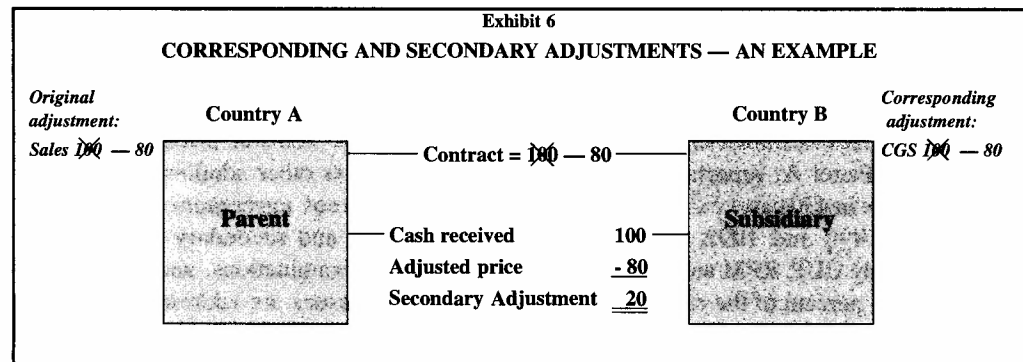 Exhibit 6
CORRESPONDING AND SECONDARY ADJUSTMENTS — AN EXAMPLE
Original
adjustment:
Sales 100 — 80
Country A
Parent
Contract = 100 — 80
Cash received 100
Adjusted price - 80
Secondary Adjustment 20
Country B
Subsidiary
Corresponding
adjustment:
CGS 100 — 80